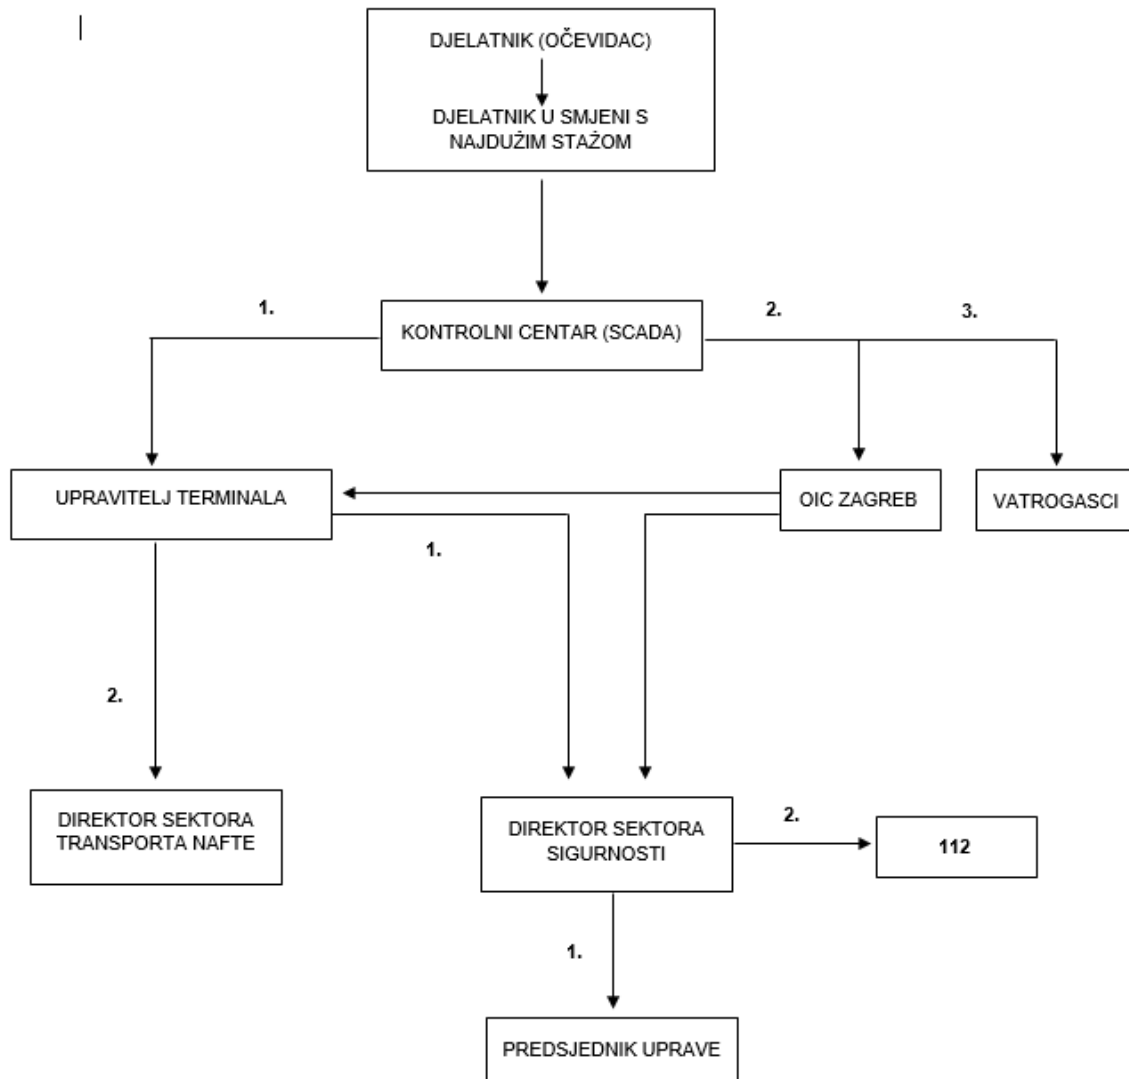 DJELATNIK (OČEVIDAC)
DJELATNIK U SMJENI S
NAJDUŽIM STAŽOM
1.
KONTROLNI CENTAR (SCADA)
2.
3.
UPRAVITELJ TERMINALA
OIC ZAGREB
VATROGASCI
1.
2.
DIREKTOR SEKTORA
TRANSPORTA NAFTE
DIREKTOR SEKTORA
SIGURNOSTI
2.
112
1.
PREDSJEDNIK UPRAVE